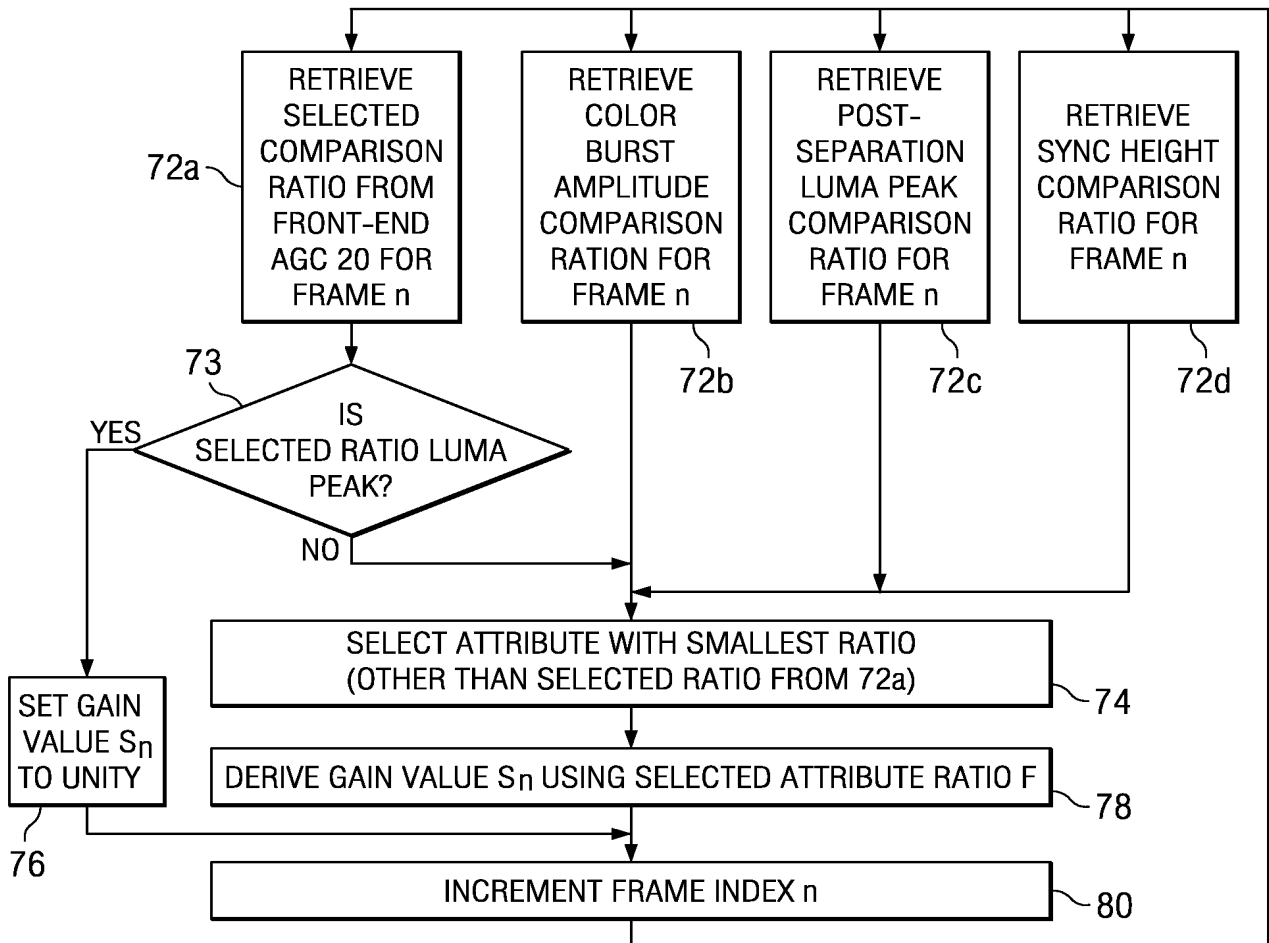 RETRIEVE
SELECTED
COMPARISON
RATIO FROM
FRONT-END
AGC 20 FOR
FRAME n
72a
RETRIEVE
COLOR
BURST
AMPLITUDE
COMPARISON
RATION FOR
FRAME n
72b
RETRIEVE
POST-
SEPARATION
LUMA PEAK
COMPARISON
RATIO FOR
FRAME n
72c
RETRIEVE
SYNC HEIGHT
COMPARISON
RATIO FOR
FRAME n
72d
73
IS
SELECTED RATIO LUMA
PEAK?
YES
NO
SELECT ATTRIBUTE WITH SMALLEST RATIO
(OTHER THAN SELECTED RATIO FROM 72a)
74
SET GAIN
VALUE Sn
TO UNITY
76
DERIVE GAIN VALUE Sn USING SELECTED ATTRIBUTE RATIO F
78
INCREMENT FRAME INDEX n
80